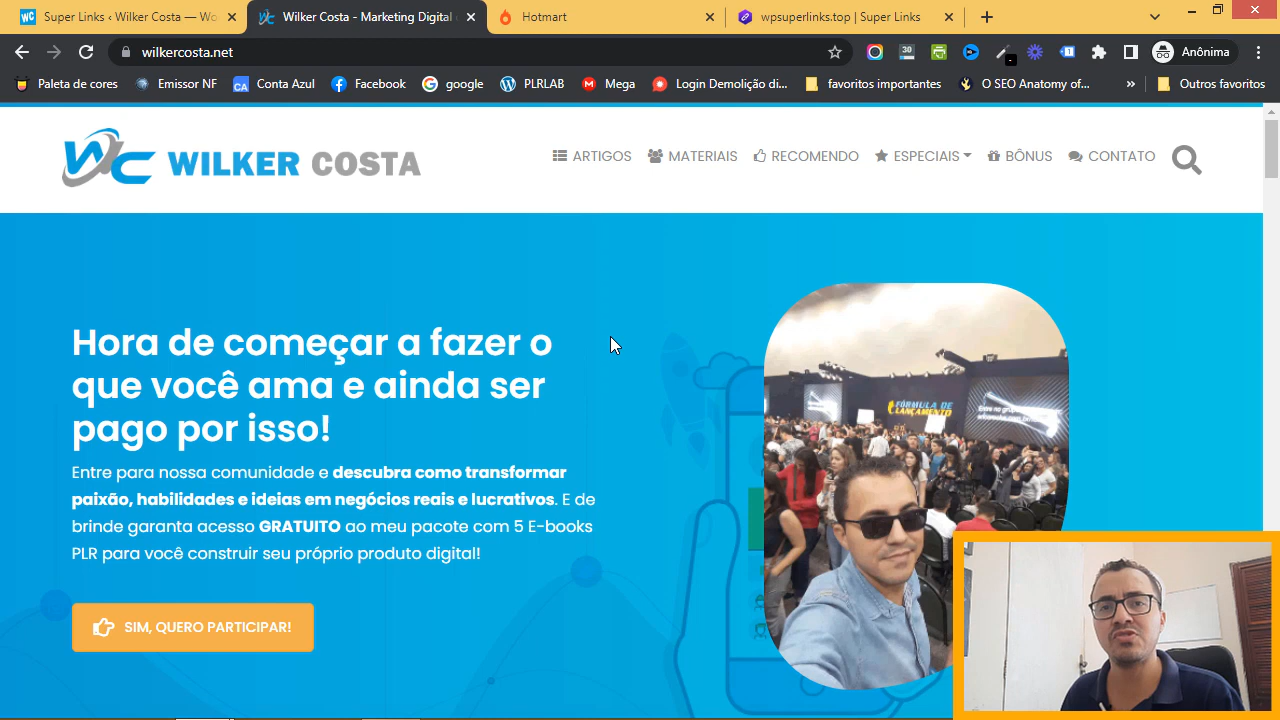 Super Links ‹ Wilker Costa — Wo
Wilker Costa - Marketing Digital
Hotmart
wpsuperlinks.top | Super Links
wilkercosta.net
30
Anônima
Paleta de cores
Emissor NF
CA Conta Azul
Facebook
google
PLRLAB
Mega
Login Demolição di...
favoritos importantes
O SEO Anatomy of...
»
Outros favoritos
WC WILKER COSTA
ARTIGOS
MATERIAIS
RECOMENDO
ESPECIAIS
BÔNUS
CONTATO
Hora de começar a fazer o
que você ama e ainda ser
pago por isso!
Entre para nossa comunidade e descubra como transformar
paixão, habilidades e ideias em negócios reais e lucrativos. E de
brinde garanta acesso GRATUITO ao meu pacote com 5 E-books
PLR para você construir seu próprio produto digital!
SIM, QUERO PARTICIPAR!
FÓRMULA DE
LANÇAMENTO